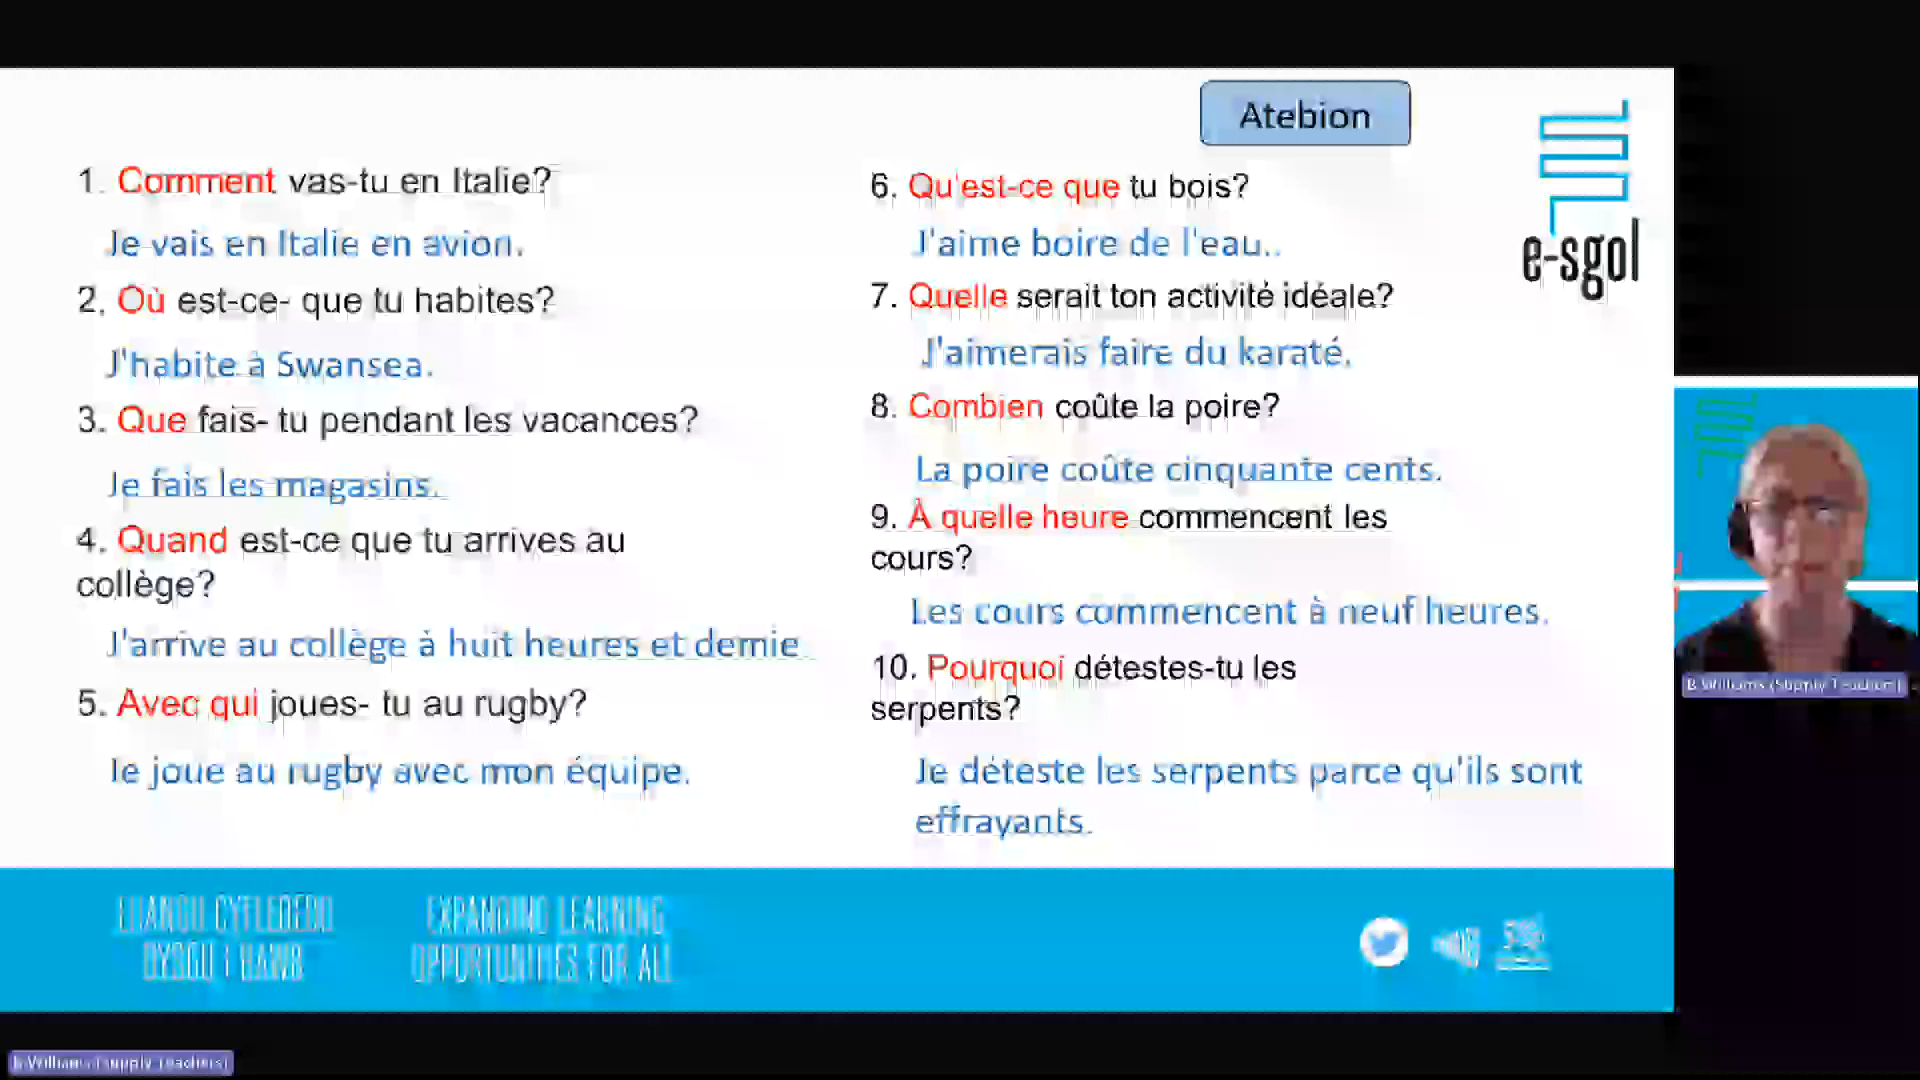 Atebion
1. Comment vas-tu en Italie?
Je vais en Italie en avion.
2. Où est-ce- que tu habites?
J'habite à Swansea.
3. Que fais- tu pendant les vacances?
Je fais les magasins.
4. Quand est-ce que tu arrives au
collège?
J'arrive au collège à huit heures et demie.
5. Avec qui joues- tu au rugby?
Je joue au rugby avec mon équipe.
6. Qu'est-ce que tu bois?
J'aime boire de l'eau..
7. Quelle serait ton activité idéale?
J'aimerais faire du karaté.
8. Combien coûte la poire?
La poire coûte cinquante cents.
9. À quelle heure commencent les
cours?
Les cours commencent à neuf heures.
10. Pourquoi détestes-tu les
serpents?
Je déteste les serpents parce qu'ils sont
effrayants.
e-sgol
EHANGU CYFLEOEDD
DYSGU I BAWB
EXPANDING LEARNING
OPPORTUNITIES FOR ALL
B Williams (Supply Teachers)
B Williams (Supply Teachers)